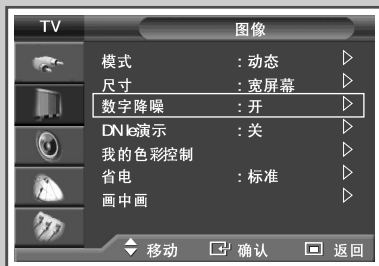 TV 图像
模式 : 动态
尺寸 : 宽屏幕
数字降噪 : 开
DNIe演示 : 关
我的色彩控制
省电 : 标准
画中画
移动 确认 返回